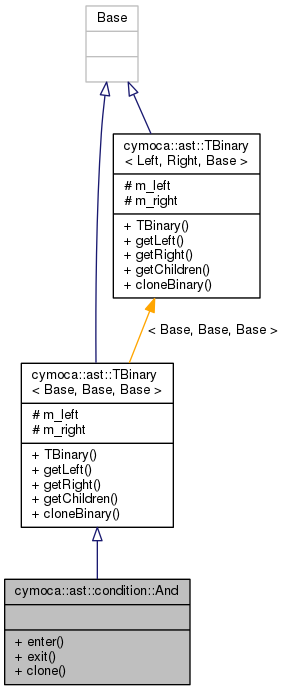 Base
cymoca::ast::TBinary
< Left, Right, Base >
# m_left
# m_right
+ TBinary()
+ getLeft()
+ getRight()
+ getChildren()
+ cloneBinary()
< Base, Base, Base >
cymoca::ast::TBinary
< Base, Base, Base >
# m_left
# m_right
+ TBinary()
+ getLeft()
+ getRight()
+ getChildren()
+ cloneBinary()
cymoca::ast::condition::And
+ enter()
+ exit()
+ clone()